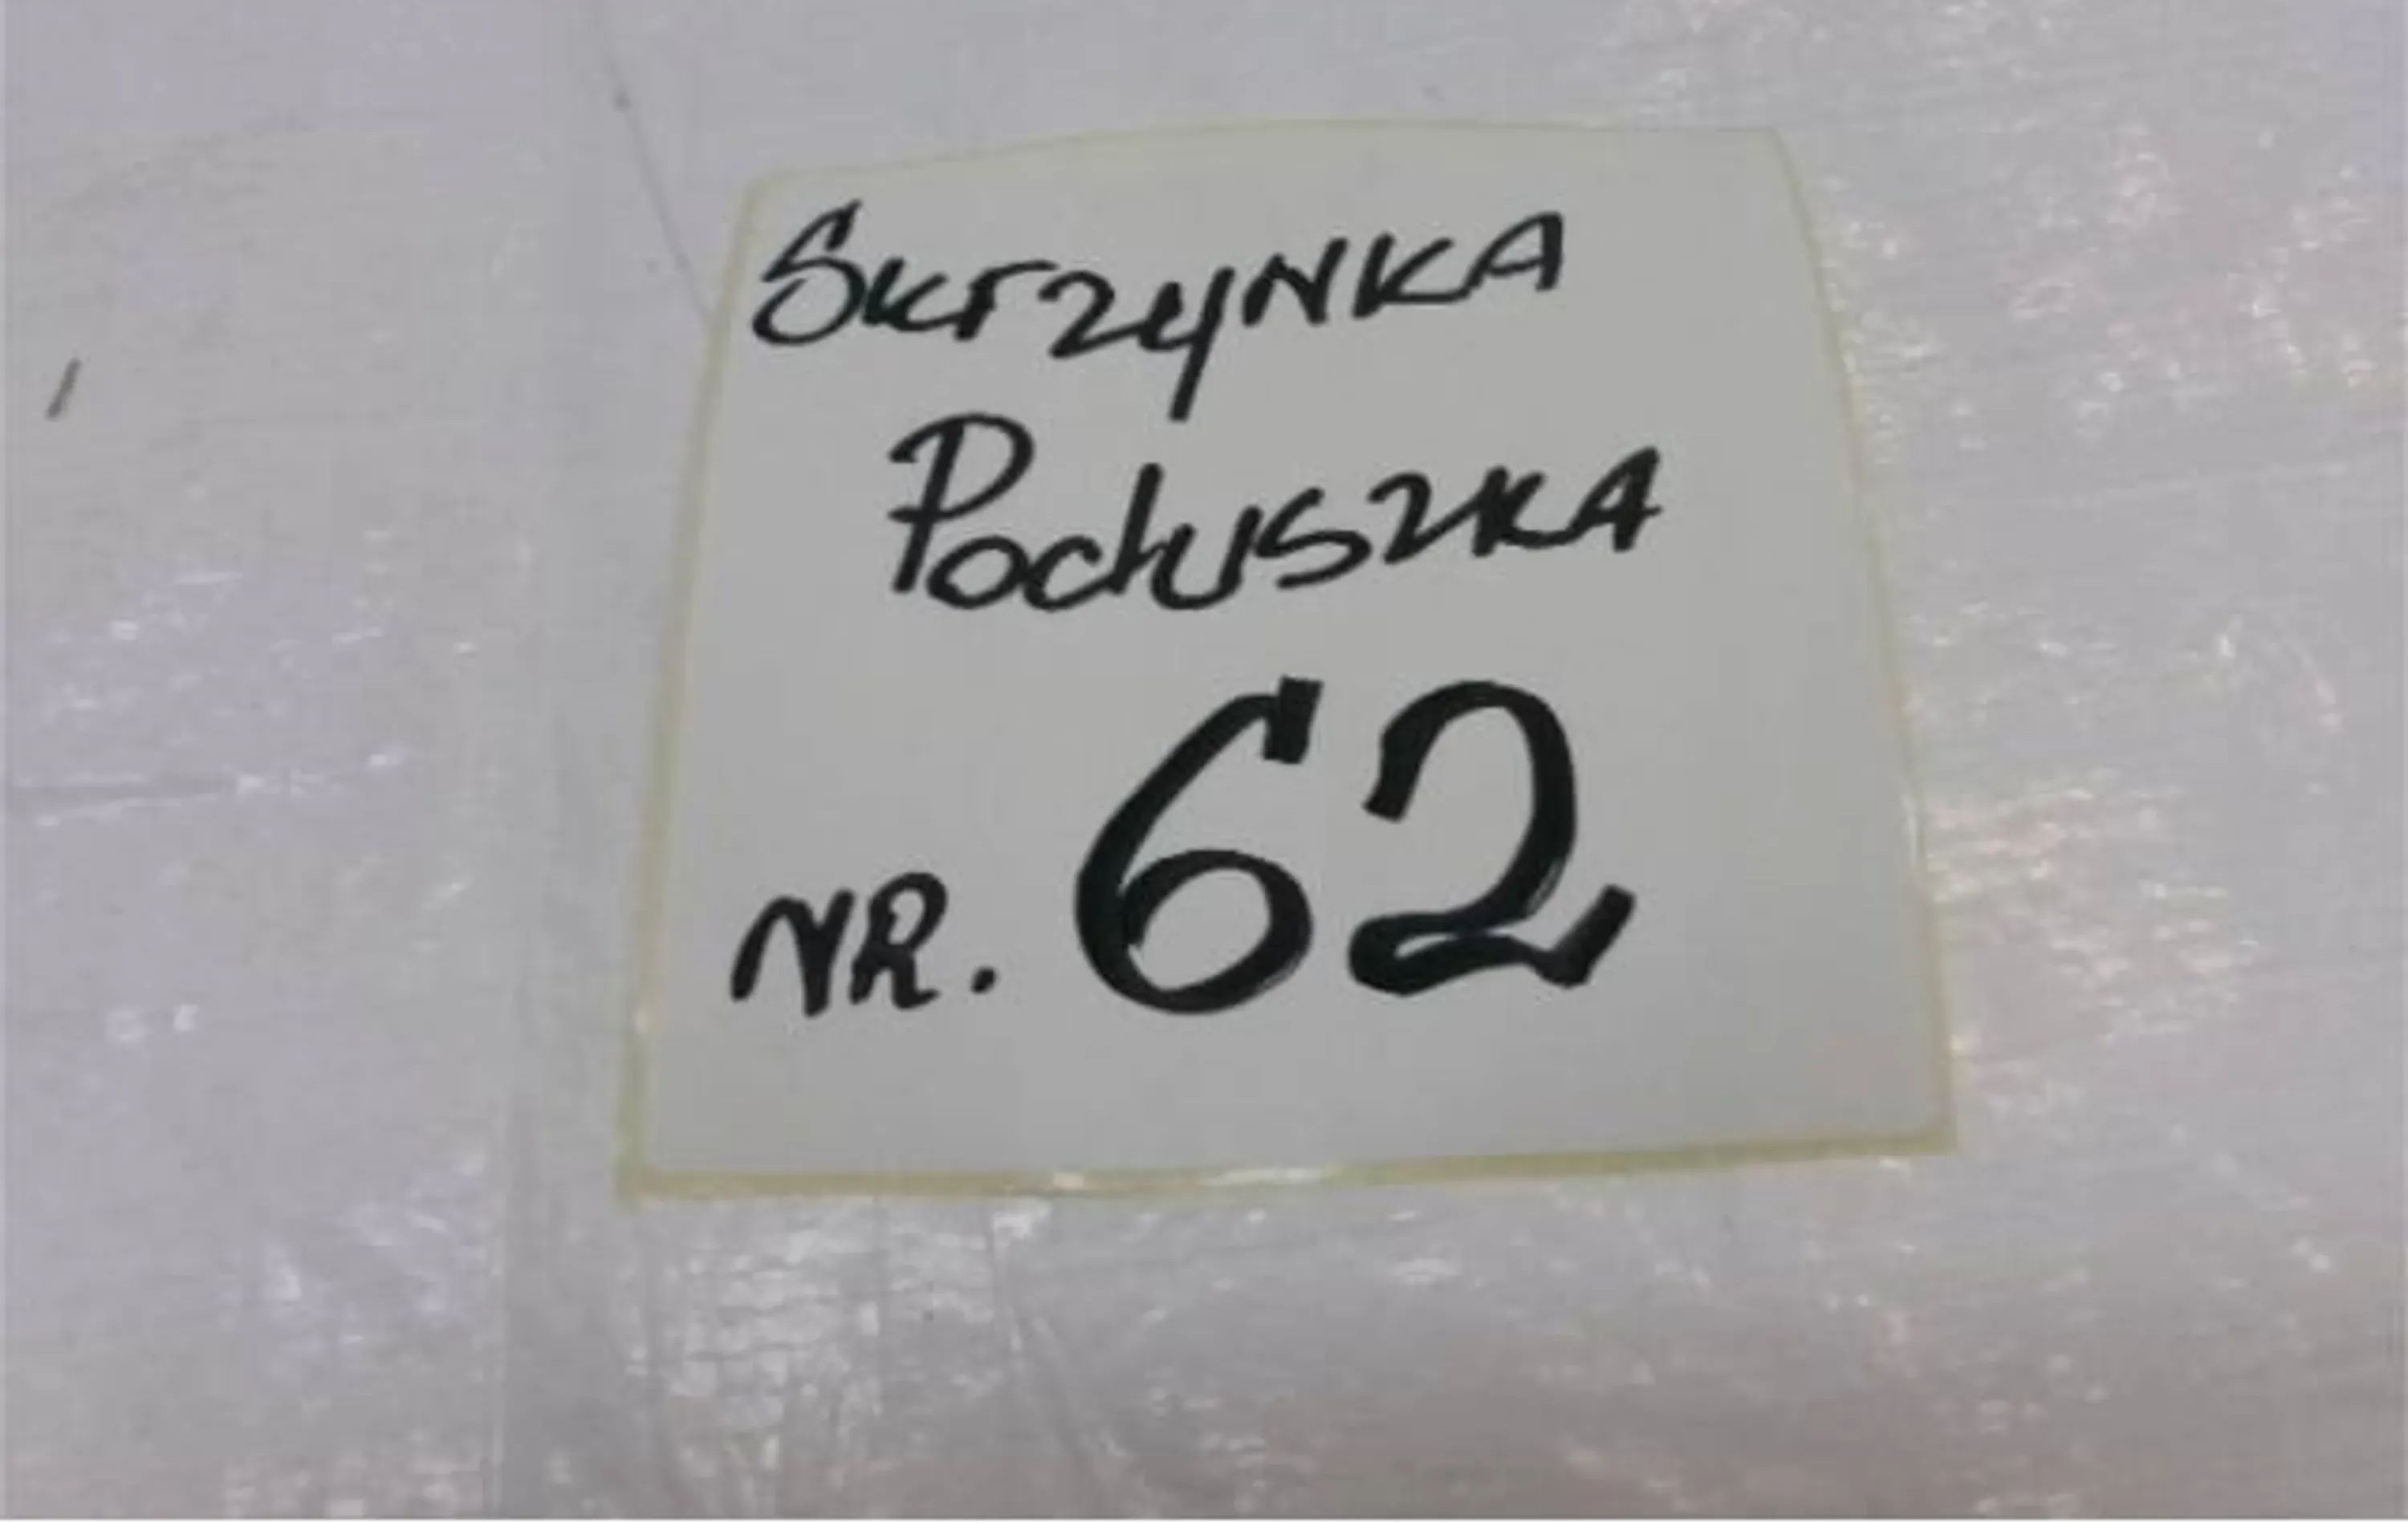 SkrzyNKA
PoduszKA
NR. 62